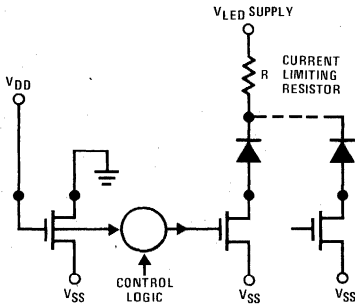 VLED SUPPLY
R
CURRENT
LIMITING
RESISTOR
VDD
VSS
CONTROL
LOGIC
VSS
VSS